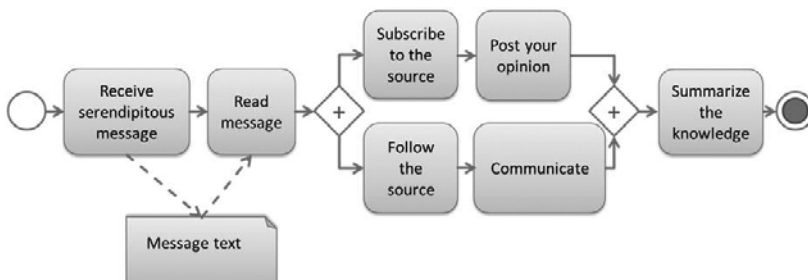 Receive
serendipitous
message
Read
message
+
Subscribe
to the
source
Post your
opinion
Follow
the
source
Communicate
+
Summarize
the
knowledge
Message text